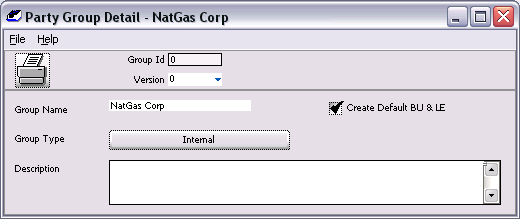 Party Group Detail - NatGas Corp
File Help
Group Id 0
Version 0
Group Name NatGas Corp Create Default BU & LE
Group Type Internal
Description